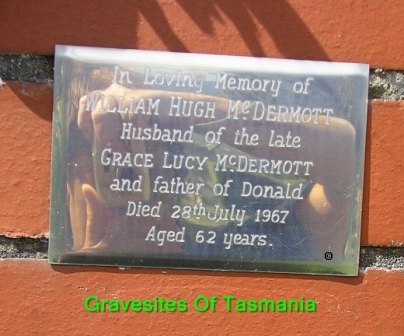 In Loving Memory of
WILLIAM HUGH McDERMOTT
Husband of the late
GRACE LUCY McDERMOTT
and father of Donald
Died 28th July 1967
Aged 62 years.
Gravesites Of Tasmania